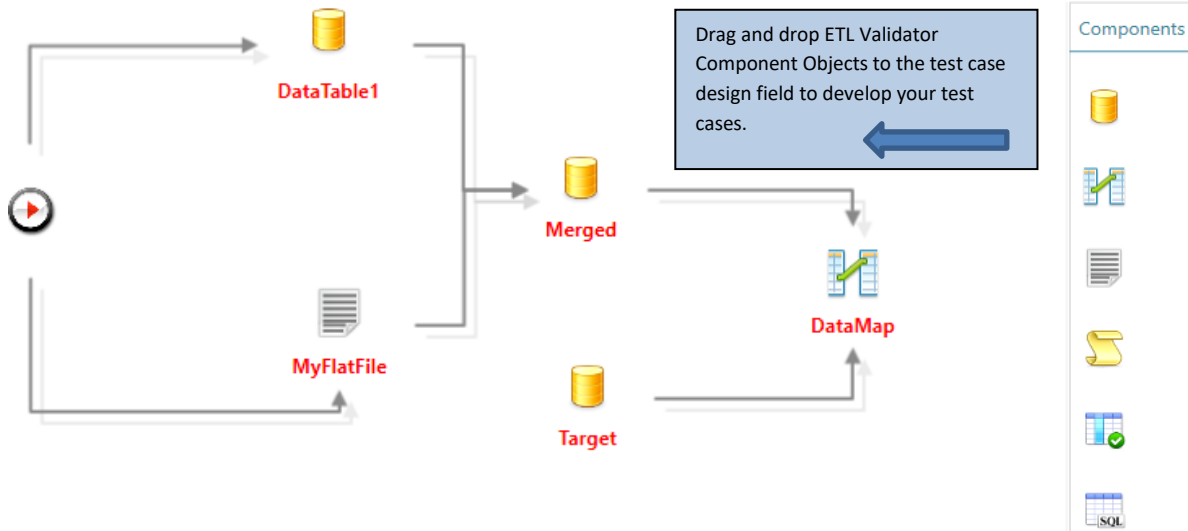 DataTable1
Drag and drop ETL Validator
Component Objects to the test case
design field to develop your test
cases.
Components
Merged
DataMap
MyFlatFile
Target
SQL